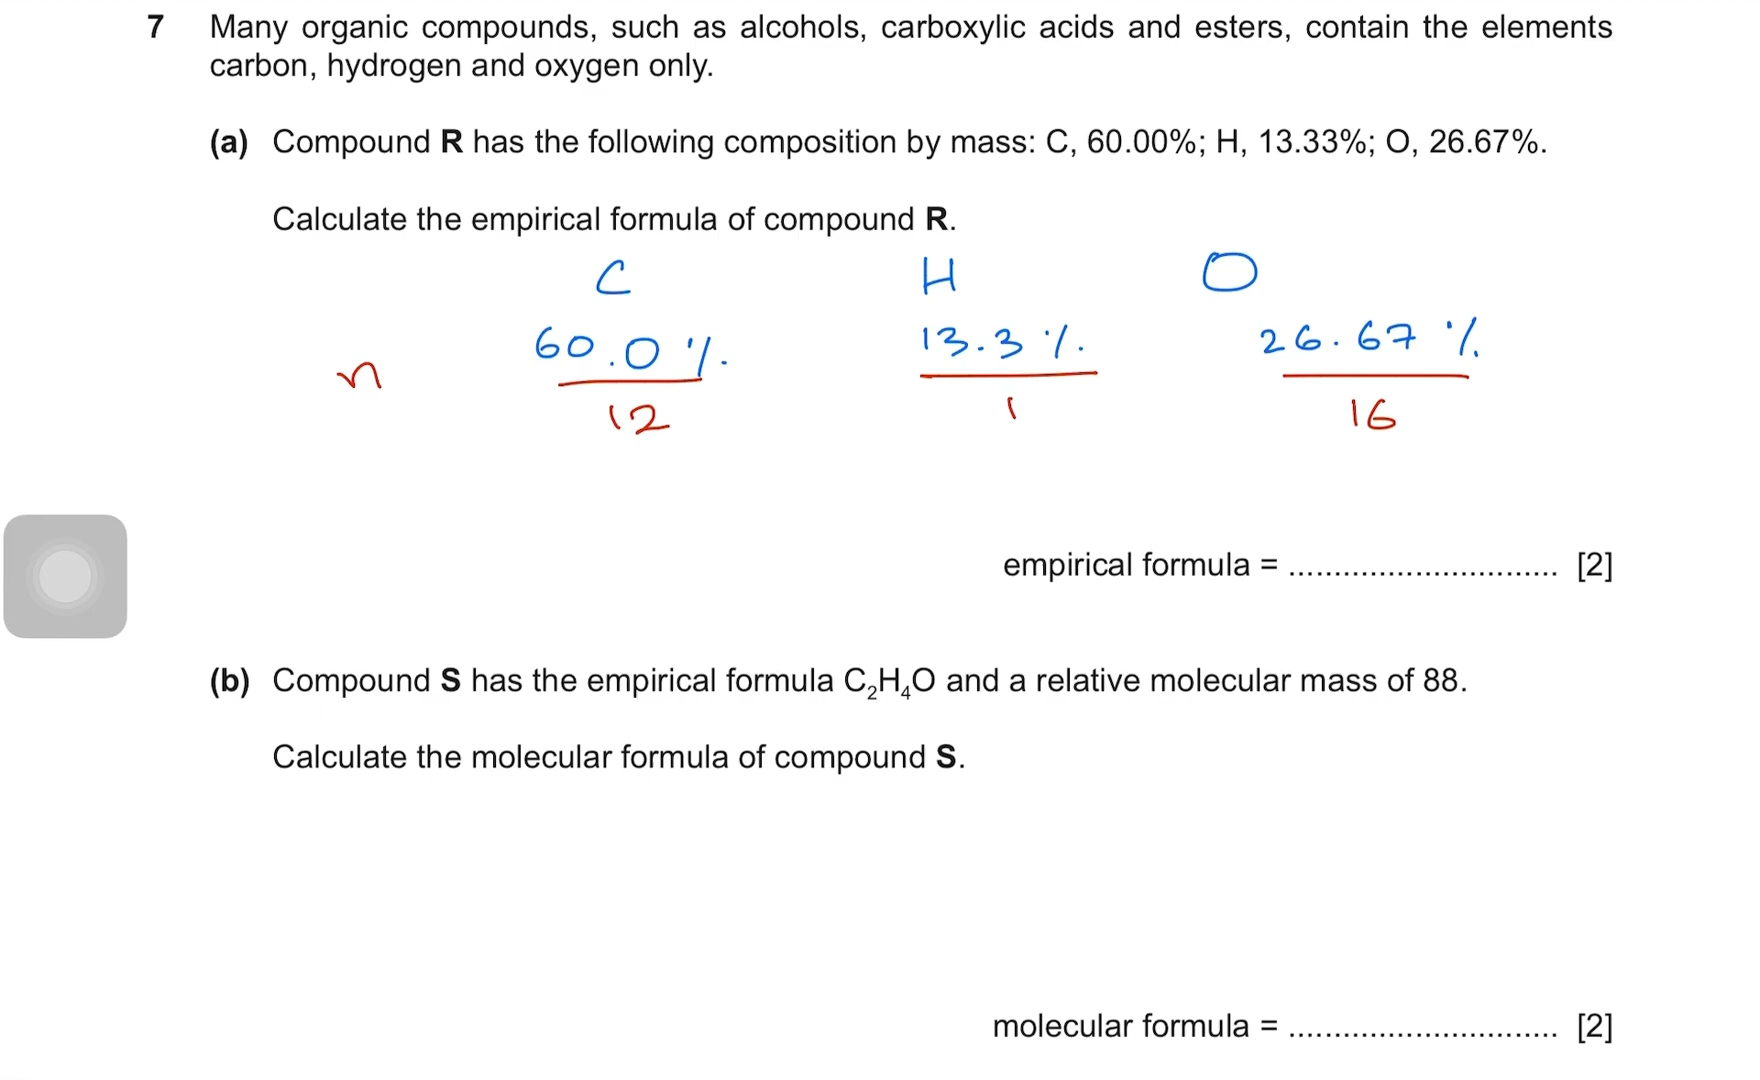 7 Many organic compounds, such as alcohols, carboxylic acids and esters, contain the elements
carbon, hydrogen and oxygen only.
(a) Compound R has the following composition by mass: C, 60.00%; H, 13.33%; O, 26.67%.
Calculate the empirical formula of compound R.
C H O
n 60.0% 13.3% 26.67%
12 1 16
empirical formula = .............................. [2]
(b) Compound S has the empirical formula C₂H₄O and a relative molecular mass of 88.
Calculate the molecular formula of compound S.
molecular formula = .............................. [2]